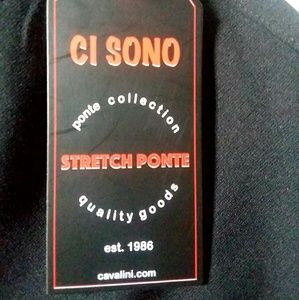 CI SONO
ponte collection
STRETCH PONTE
quality goods
est. 1986
cavalini.com